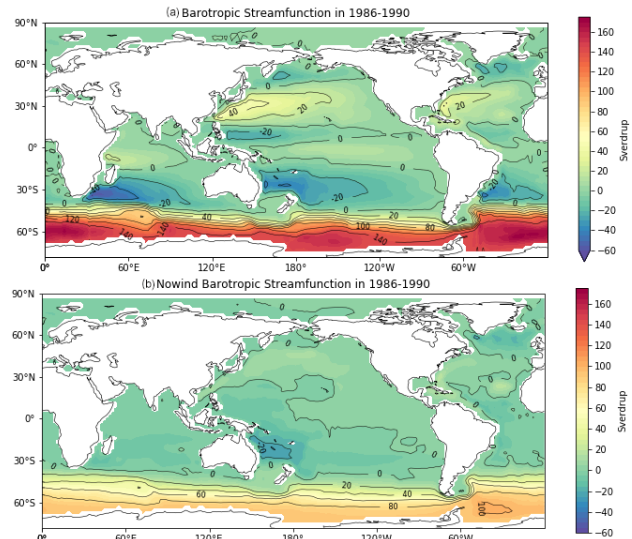 (a) Barotropic Streamfunction in 1986-1990
90°N
60°N
30°N
0°
30°S
60°S
0°
60°E
120°E
180°
120°W
60°W
160
140
120
100
80
60
40
20
0
−20
−40
−60
Sverdrup
(b) Nowind Barotropic Streamfunction in 1986-1990
90°N
60°N
30°N
0°
30°S
60°S
0°
60°E
120°E
180°
120°W
60°W
160
140
120
100
80
60
40
20
0
−20
−40
−60
Sverdrup